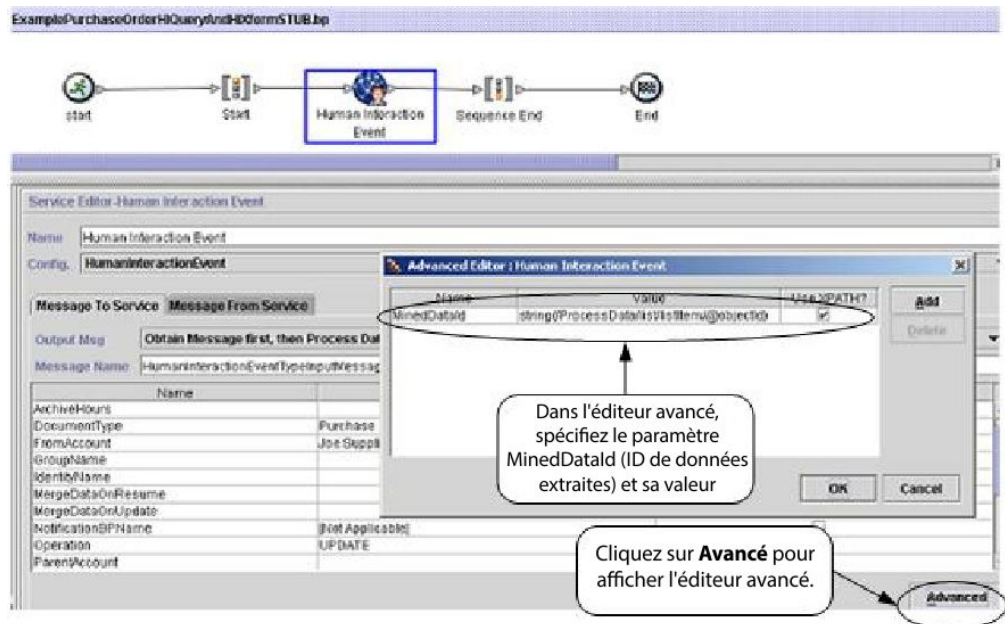 ExamplePurchaseOrderHIQueryAndHIXformSTUB.bp
start
Start
Human Interaction
Event
Sequence End
End
Service Editor-Human Interaction Event
Name Human Interaction Event
Config. HumanInteractionEvent
Message To Service Message From Service
Output Msg Obtain Message first, then Process Dat
Message Name HumanInteractionEventTypeInputMessag
Name
ArchiveHours
DocumentType Purchase
FromAccount Joe Suppli
GroupName
IdentityName
MergeDataOnResume
MergeDataOnUpdate
NotificationBPName [Not Applicable]
Operation UPDATE
ParentAccount
Advanced Editor : Human Interaction Event
Name Value Use XPATH?
MinedDataId string(/ProcessData/list/listItem/@objectId)
Add
Delete
Dans l'éditeur avancé,
spécifiez le paramètre
MinedDataId (ID de données
extraites) et sa valeur
OK Cancel
Cliquez sur Avancé pour
afficher l'éditeur avancé.
Advanced